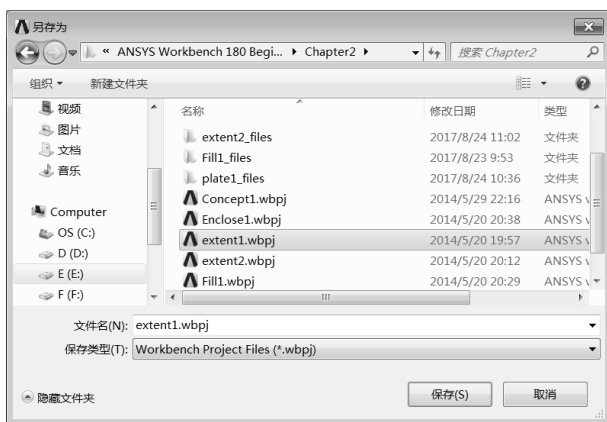 另存为
« ANSYS Workbench 180 Begi... Chapter2
搜索 Chapter2
组织 新建文件夹
视频
图片
文档
音乐
Computer
OS (C:)
D (D:)
E (E:)
F (F:)
名称 修改日期 类型
extent2_files 2017/8/24 11:02 文件夹
Fill1_files 2017/8/23 9:53 文件夹
plate1_files 2017/8/24 10:36 文件夹
Concept1.wbpj 2014/5/29 22:16 ANSYS
Enclose1.wbpj 2014/5/20 20:38 ANSYS
extent1.wbpj 2014/5/20 19:57 ANSYS
extent2.wbpj 2014/5/20 20:12 ANSYS
Fill1.wbpj 2014/5/20 20:29 ANSYS
文件名(N): extent1.wbpj
保存类型(T): Workbench Project Files (*.wbpj)
隐藏文件夹
保存(S) 取消